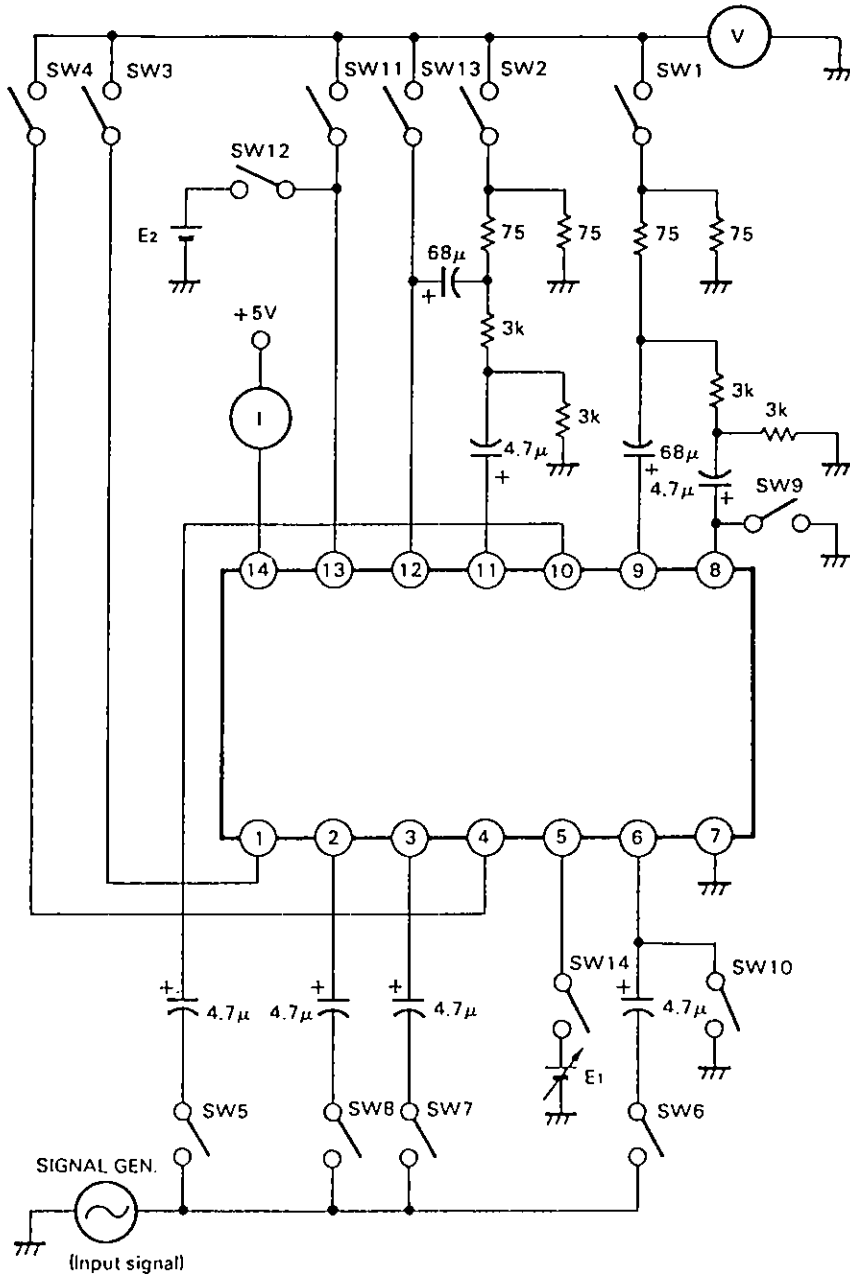 V
SW4
SW3
SW11
SW13
SW2
SW1
SW12
E2
75
75
75
75
68μ
+
+5V
3k
3k
3k
3k
I
4.7μ
+
68μ
+
4.7μ
+
SW9
14
13
12
11
10
9
8
1
2
3
4
5
6
7
SW14
SW10
+
4.7μ
+
4.7μ
+
4.7μ
+
4.7μ
E1
SW5
SW8
SW7
SW6
SIGNAL GEN.
(Input signal)